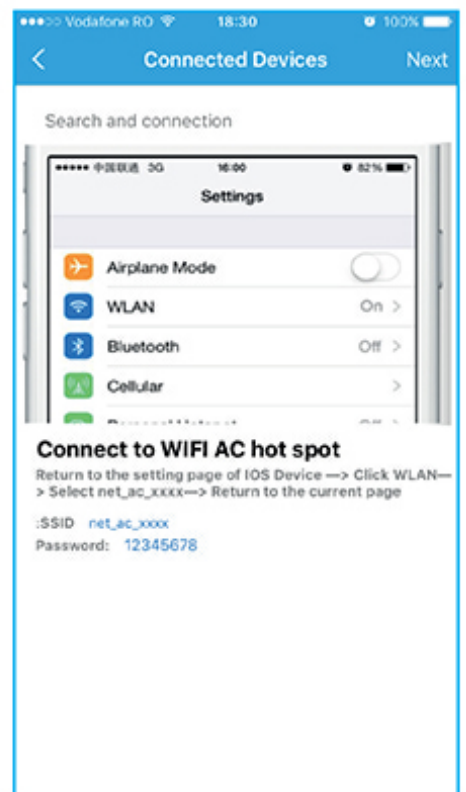 Vodafone RO 18:30 100%
Connected Devices Next
Search and connection
中国联通 3G 16:00 82%
Settings
Airplane Mode
WLAN On >
Bluetooth Off >
Cellular >
Connect to WIFI AC hot spot
Return to the setting page of IOS Device —> Click WLAN—
> Select net_ac_xxxx—> Return to the current page
:SSID net_ac_xxxx
Password: 12345678